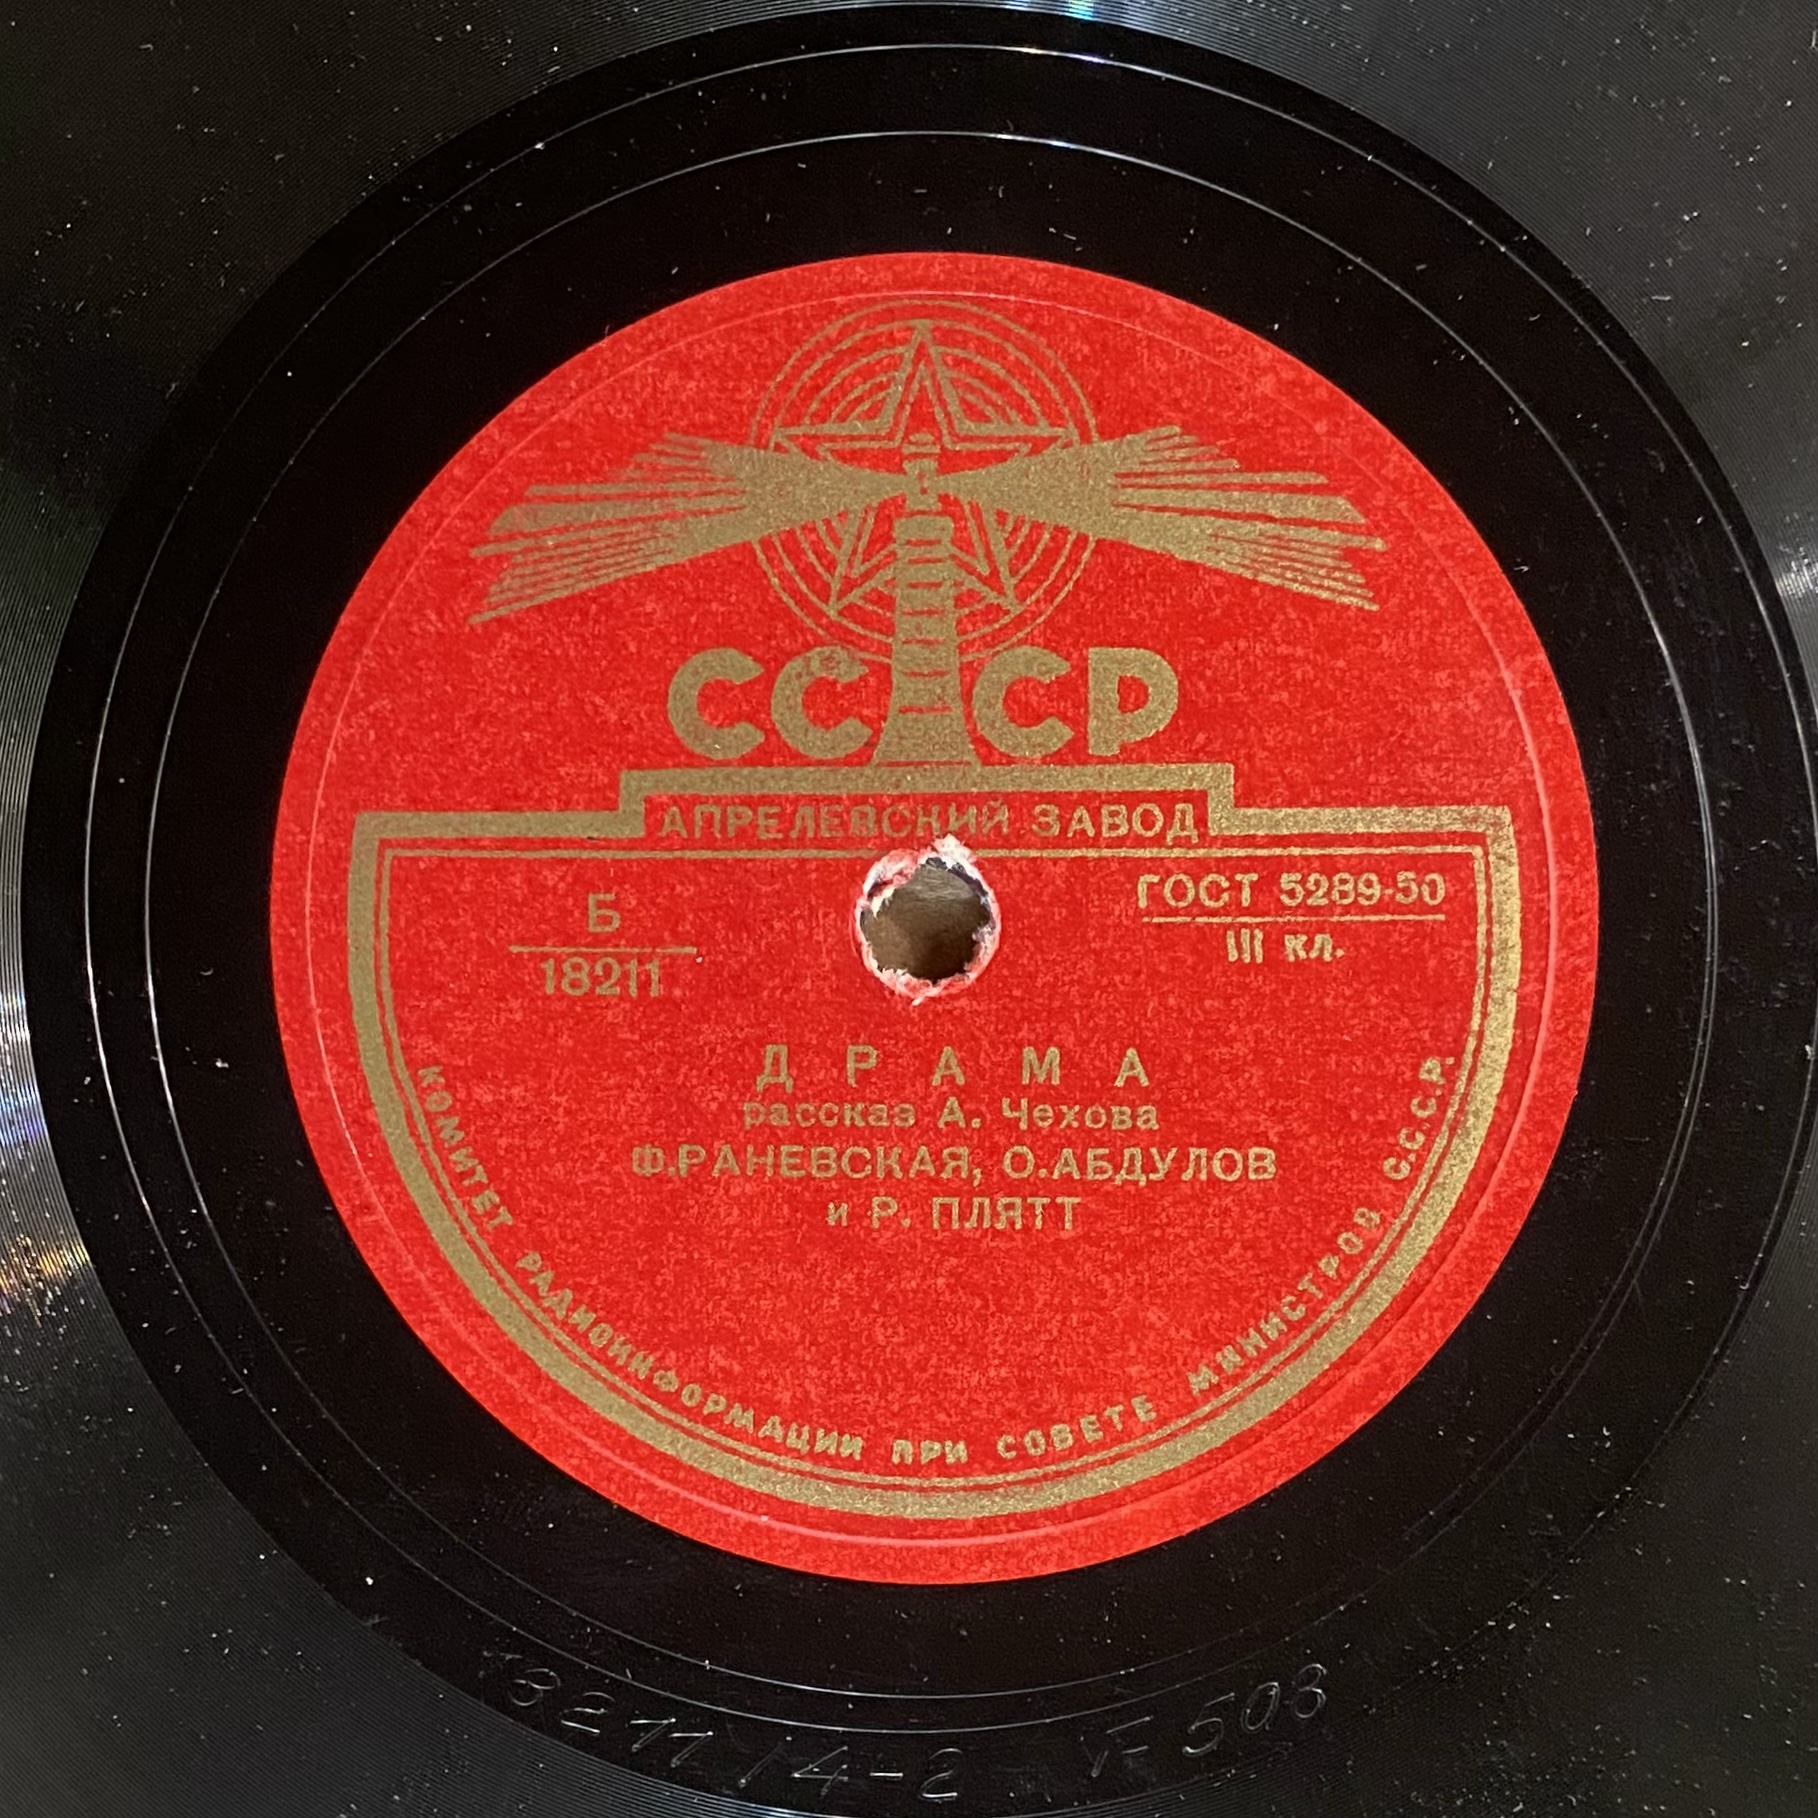 СССР
АПРЕЛЕВСКИЙ ЗАВОД
Б
18211
ГОСТ 5289-50
III кл.
ДРАМА
рассказ А. Чехова
Ф.РАНЕВСКАЯ, О.АБДУЛОВ
и Р. ПЛЯТТ
КОМИТЕТ РАДИОИНФОРМАЦИИ ПРИ СОВЕТЕ МИНИСТРОВ С.С.С.Р.
18211/4-2